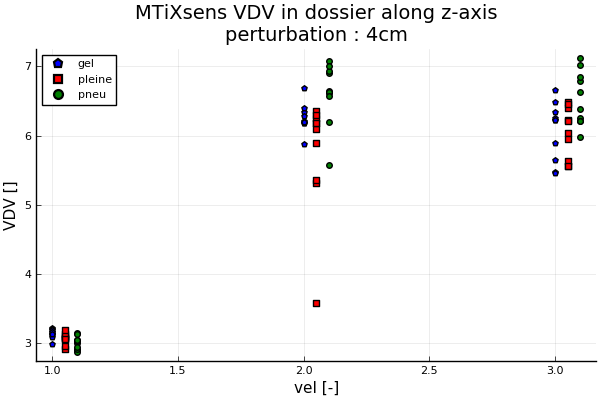 MTiXsens VDV in dossier along z-axis
perturbation : 4cm
gel
pleine
pneu
VDV []
7
6
5
4
3
1.0
1.5
2.0
2.5
3.0
vel [-]